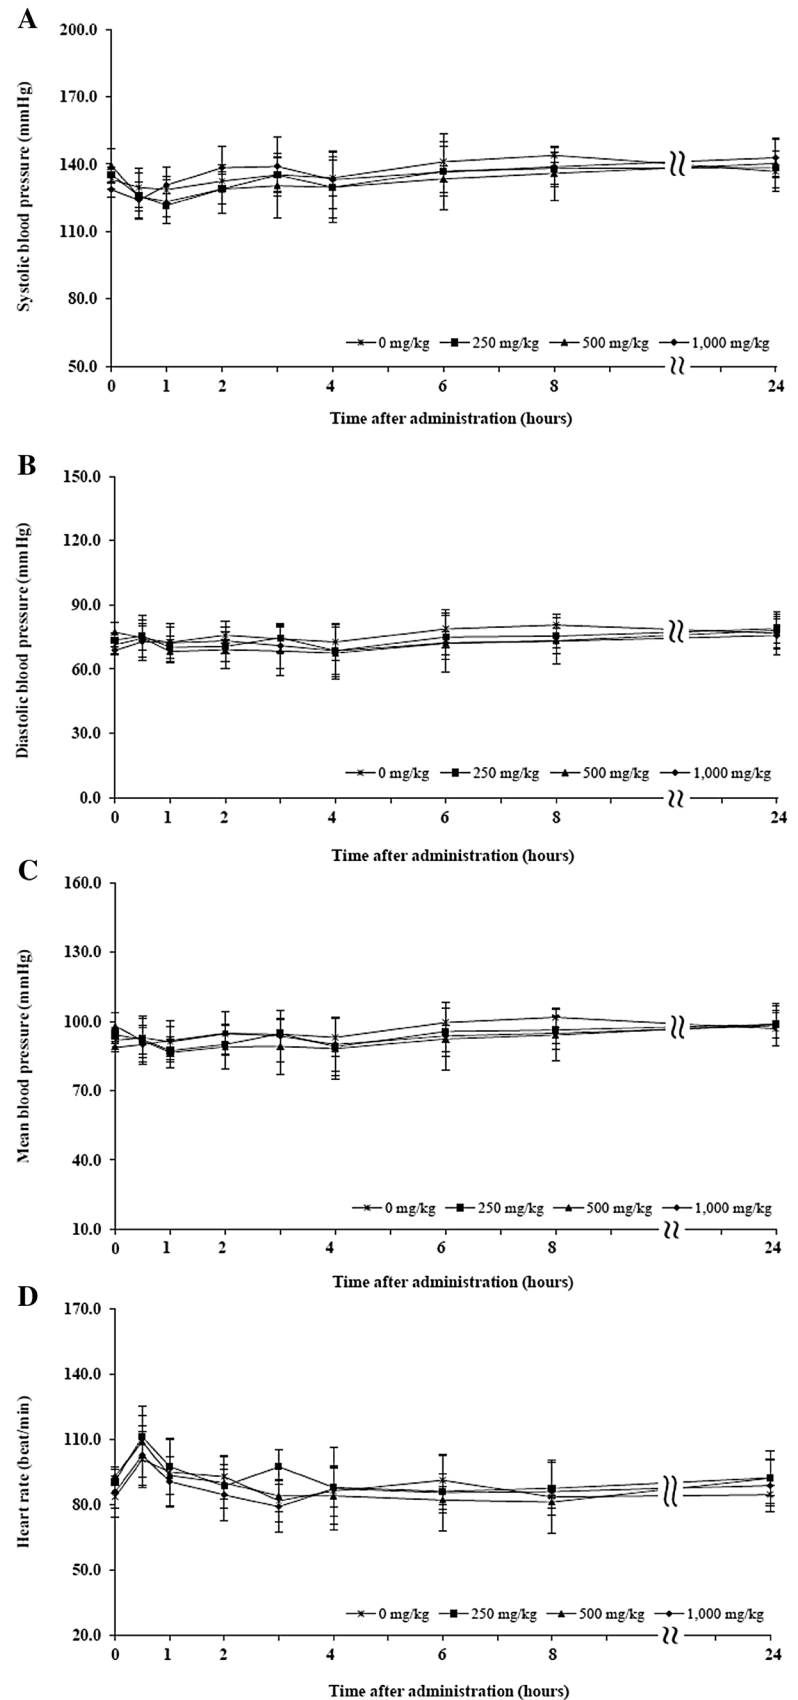 A
Systolic blood pressure (mmHg)
200.0
170.0
140.0
110.0
80.0
50.0
0 mg/kg 250 mg/kg 500 mg/kg 1,000 mg/kg
0 1 2 4 6 8 24
Time after administration (hours)
B
Diastolic blood pressure (mmHg)
150.0
120.0
90.0
60.0
30.0
0.0
0 mg/kg 250 mg/kg 500 mg/kg 1,000 mg/kg
0 1 2 4 6 8 24
Time after administration (hours)
C
Mean blood pressure (mmHg)
160.0
130.0
100.0
70.0
40.0
10.0
0 mg/kg 250 mg/kg 500 mg/kg 1,000 mg/kg
0 1 2 4 6 8 24
Time after administration (hours)
D
Heart rate (beat/min)
170.0
140.0
110.0
80.0
50.0
20.0
0 mg/kg 250 mg/kg 500 mg/kg 1,000 mg/kg
0 1 2 4 6 8 24
Time after administration (hours)